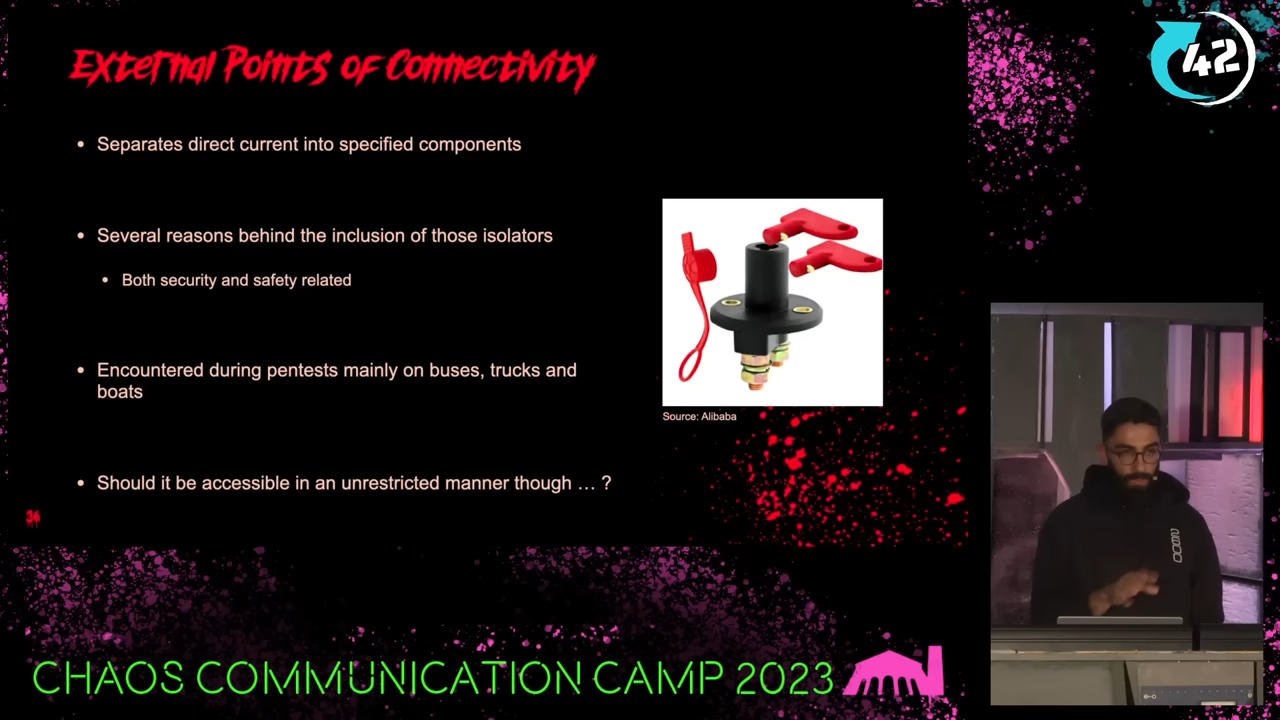 External Points of Connectivity
42
• Separates direct current into specified components
• Several reasons behind the inclusion of those isolators
• Both security and safety related
• Encountered during pentests mainly on buses, trucks and
boats
Source: Alibaba
• Should it be accessible in an unrestricted manner though … ?
36
CHAOS COMMUNICATION CAMP 2023